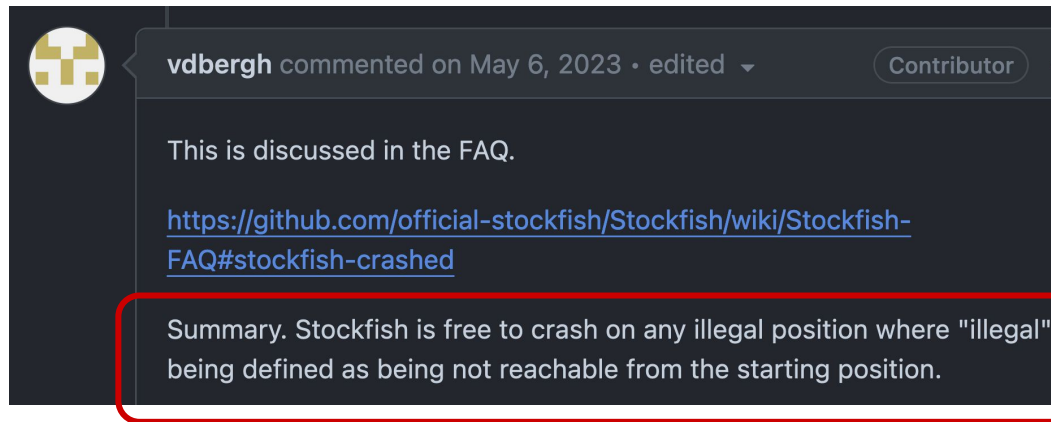 vdbergh commented on May 6, 2023 • edited
Contributor
This is discussed in the FAQ.
https://github.com/official-stockfish/Stockfish/wiki/Stockfish-
FAQ#stockfish-crashed
Summary. Stockfish is free to crash on any illegal position where "illegal"
being defined as being not reachable from the starting position.